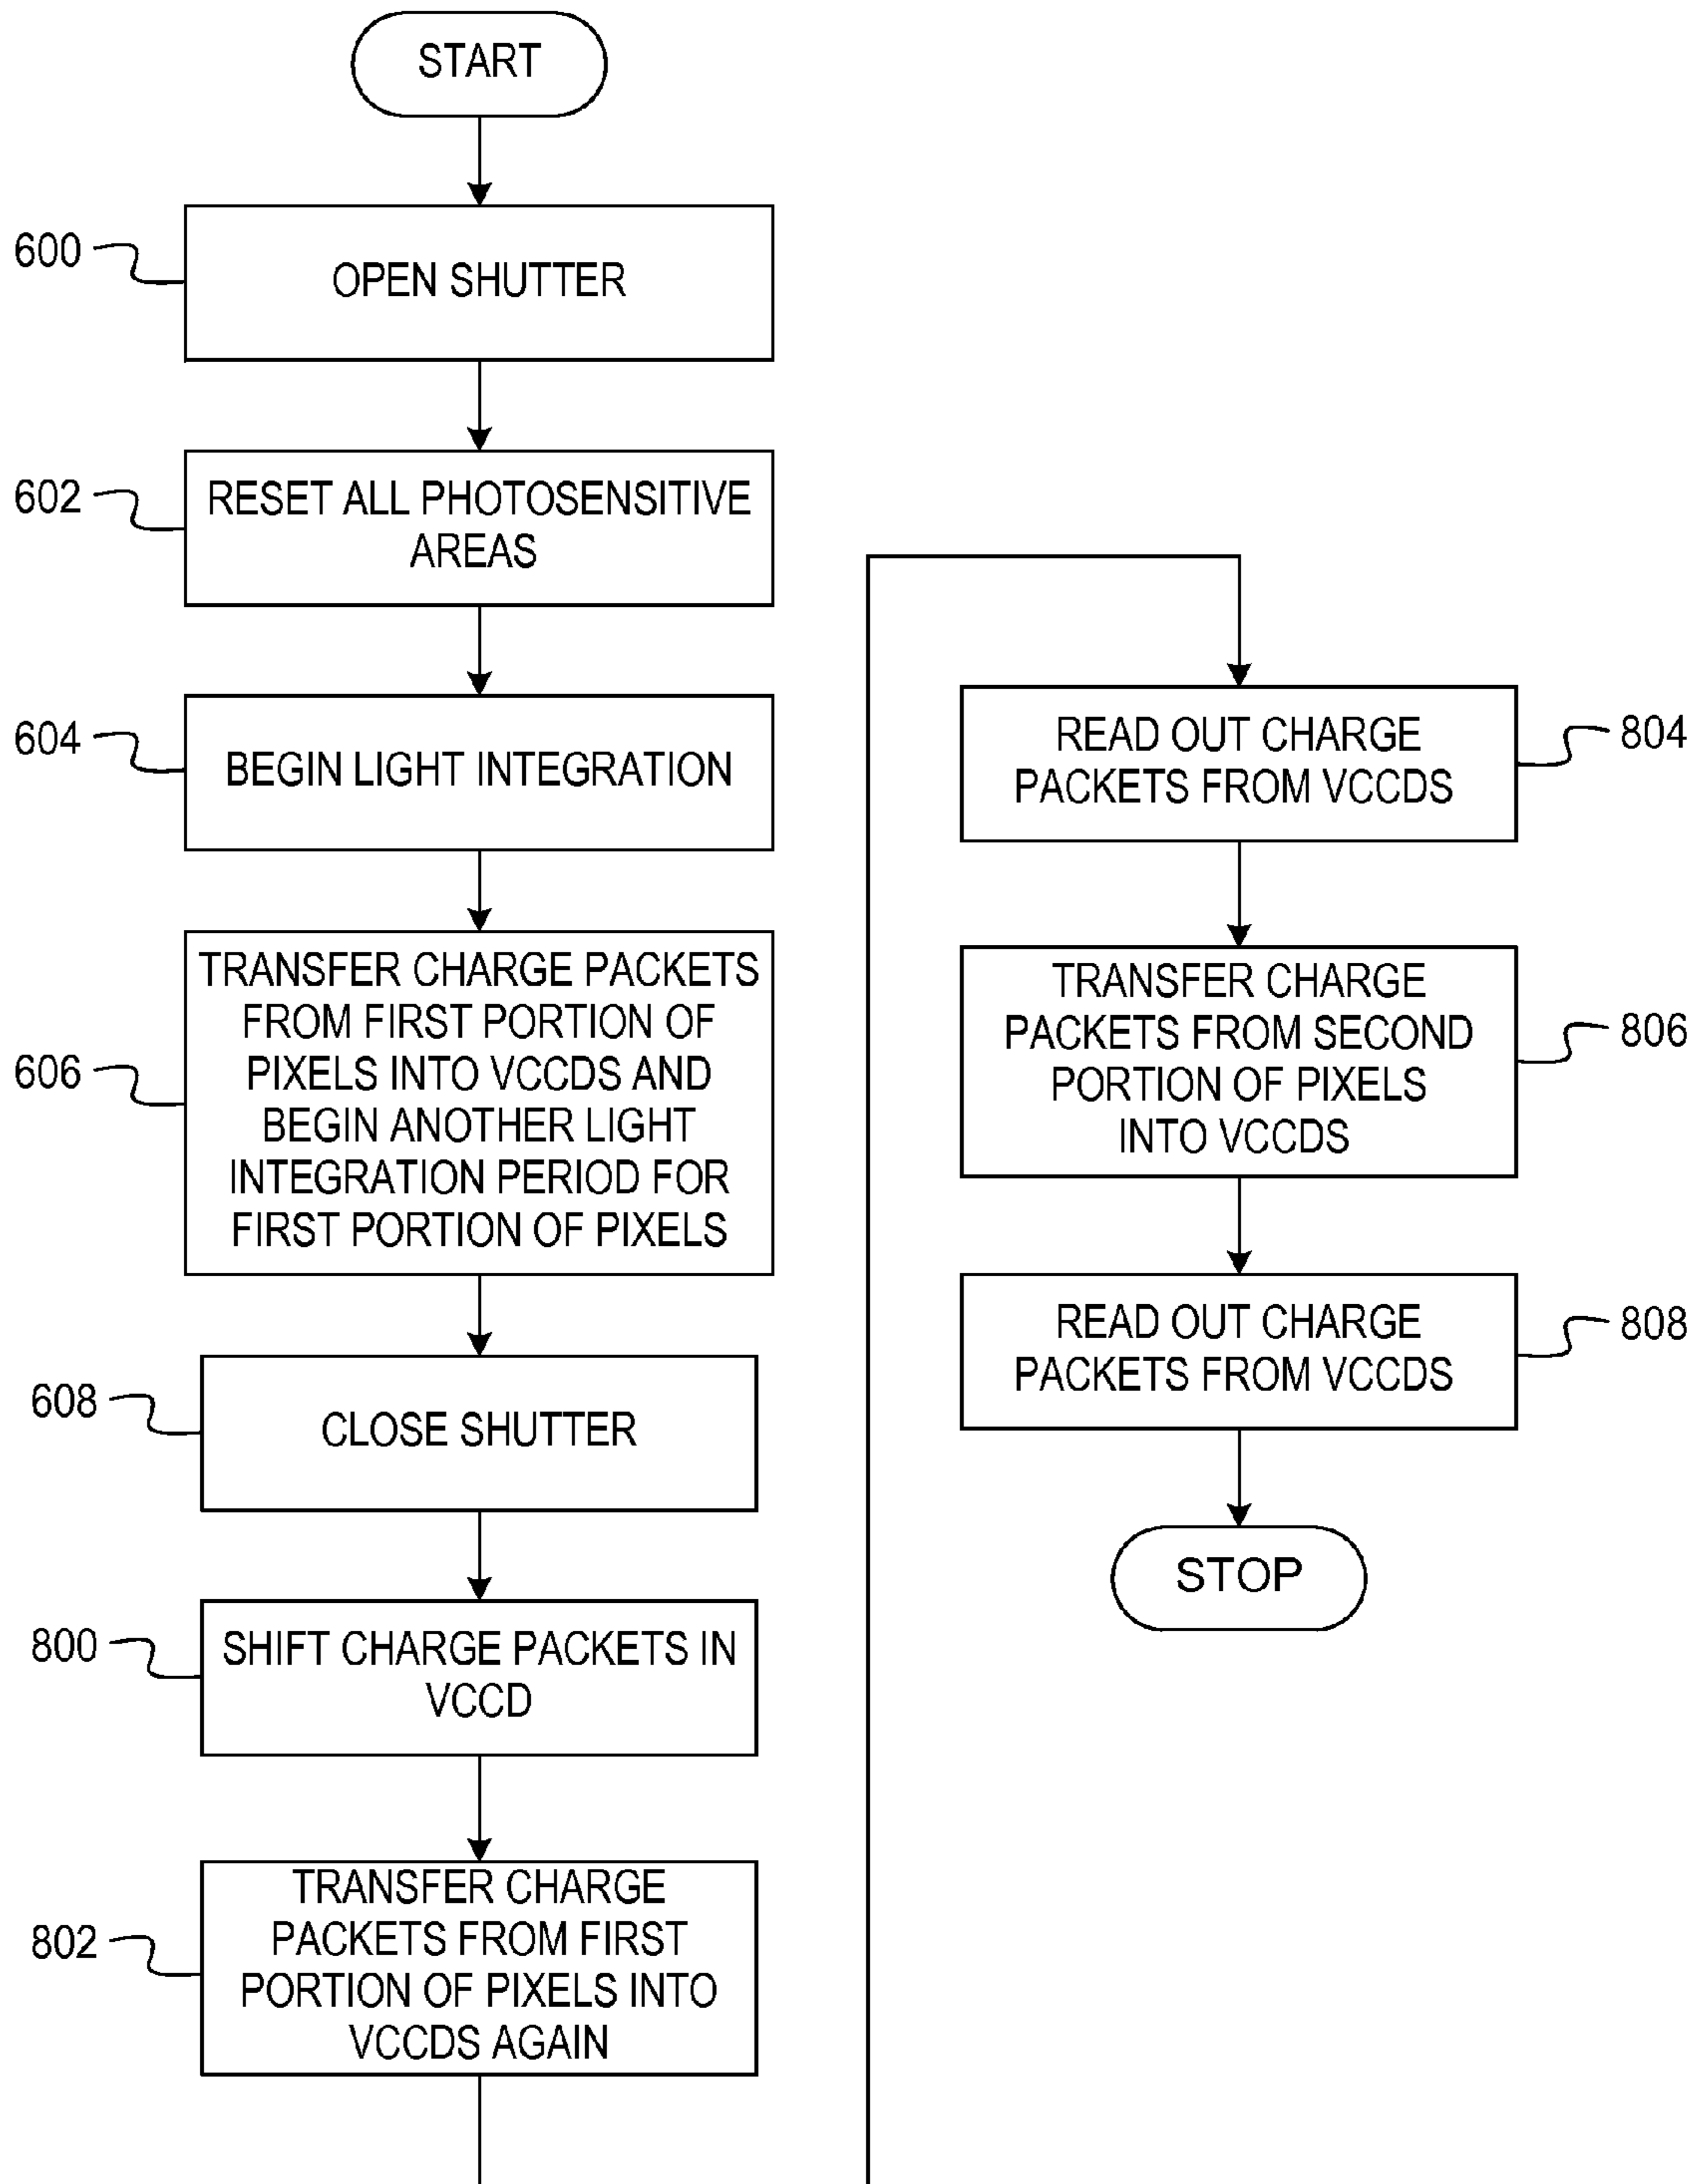 START
600
OPEN SHUTTER
602
RESET ALL PHOTOSENSITIVE
AREAS
604
BEGIN LIGHT INTEGRATION
606
TRANSFER CHARGE PACKETS
FROM FIRST PORTION OF
PIXELS INTO VCCDS AND
BEGIN ANOTHER LIGHT
INTEGRATION PERIOD FOR
FIRST PORTION OF PIXELS
608
CLOSE SHUTTER
800
SHIFT CHARGE PACKETS IN
VCCD
802
TRANSFER CHARGE
PACKETS FROM FIRST
PORTION OF PIXELS INTO
VCCDS AGAIN
READ OUT CHARGE
PACKETS FROM VCCDS
804
TRANSFER CHARGE
PACKETS FROM SECOND
PORTION OF PIXELS
INTO VCCDS
806
READ OUT CHARGE
PACKETS FROM VCCDS
808
STOP